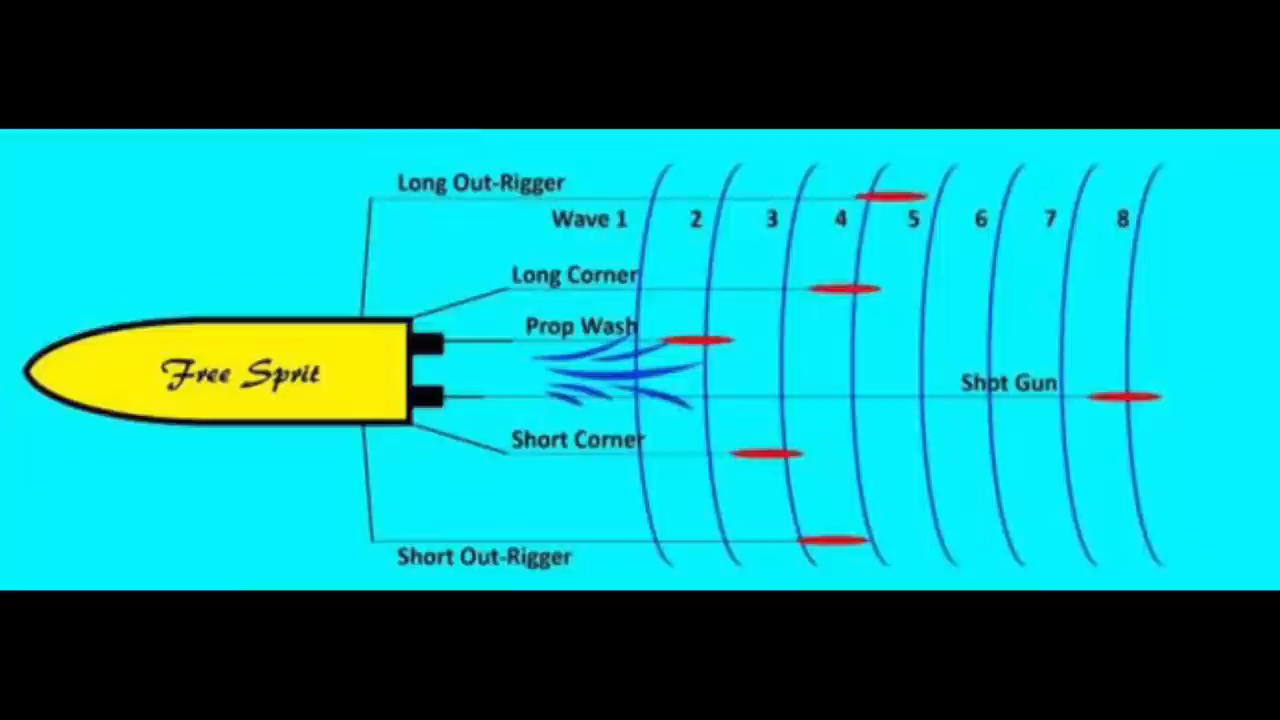 Long Out-Rigger
Wave 1 2 3 4 5 6 7 8
Long Corner
Prop Wash
Free Sprit
Shot Gun
Short Corner
Short Out-Rigger